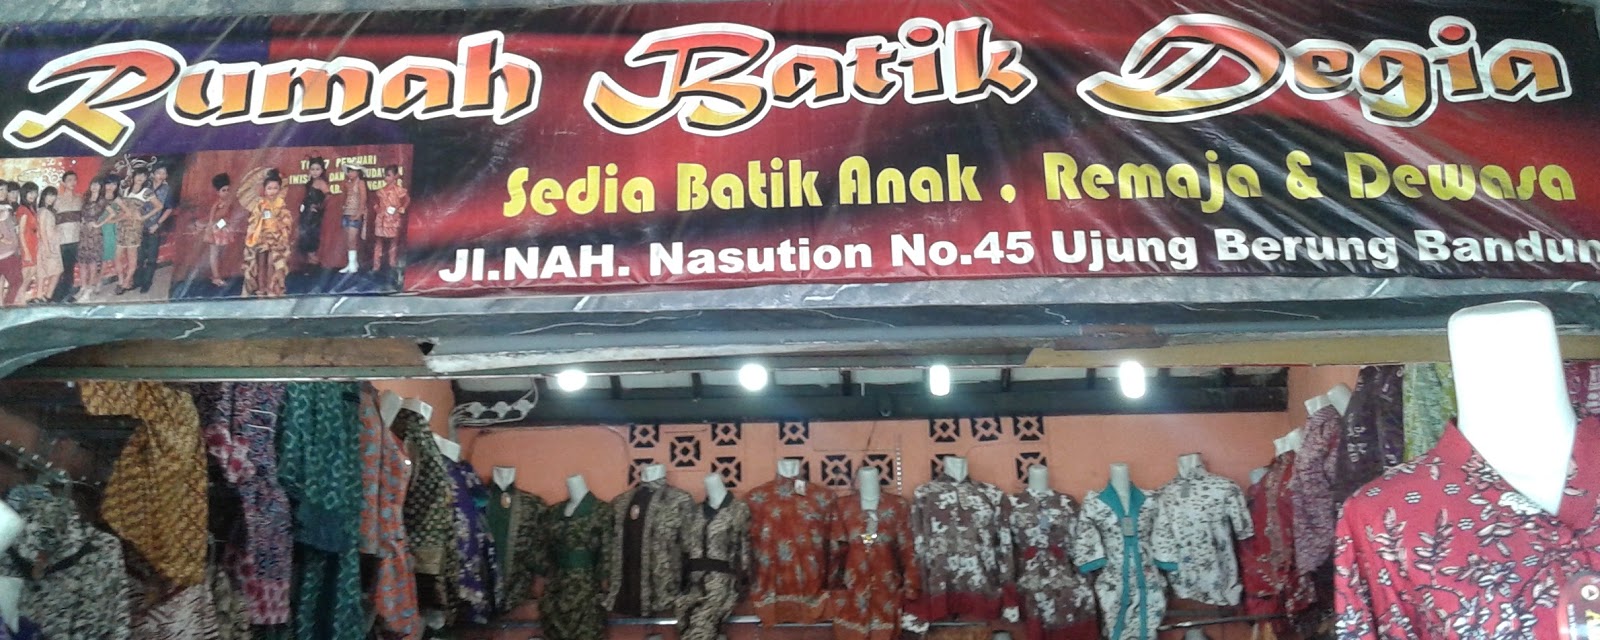 Rumah Batik Degia
Sedia Batik Anak , Remaja & Dewasa
Jl.NAH. Nasution No.45 Ujung Berung Bandun